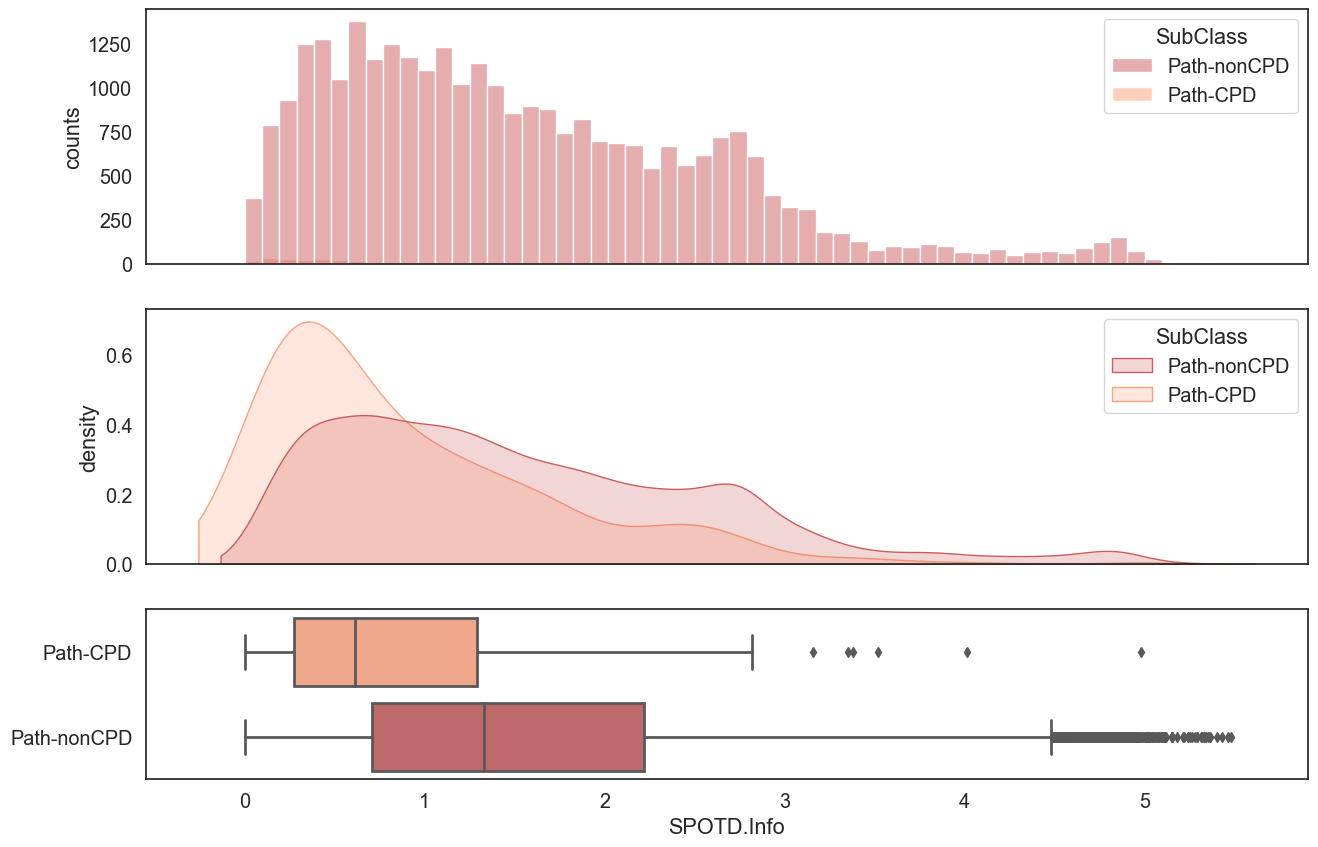 counts
1250
1000
750
500
250
0
SubClass
Path-nonCPD
Path-CPD
density
0.6
0.4
0.2
0.0
SubClass
Path-nonCPD
Path-CPD
Path-CPD
Path-nonCPD
0 1 2 3 4 5
SPOTD.Info